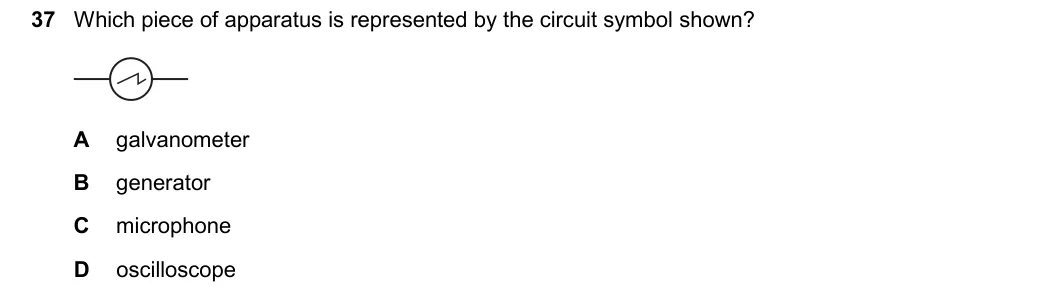 37 Which piece of apparatus is represented by the circuit symbol shown?
A galvanometer
B generator
C microphone
D oscilloscope